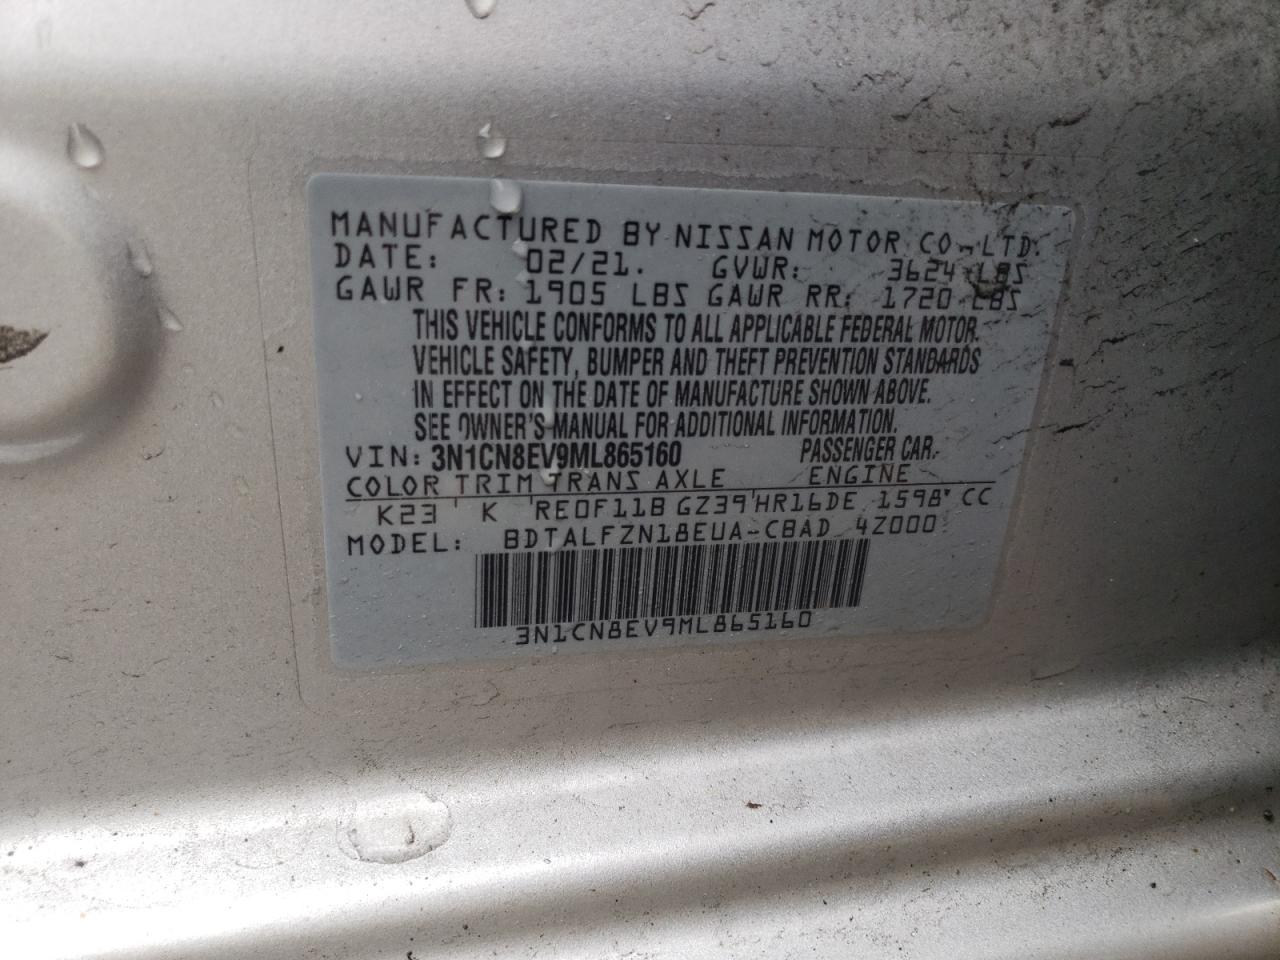 MANUFACTURED BY NISSAN MOTOR CO., LTD.
DATE: 02/21. GVWR: 3624 LBS
GAWR FR: 1905 LBS GAWR RR: 1720 LBS
THIS VEHICLE CONFORMS TO ALL APPLICABLE FEDERAL MOTOR
VEHICLE SAFETY, BUMPER AND THEFT PREVENTION STANDARDS
IN EFFECT ON THE DATE OF MANUFACTURE SHOWN ABOVE.
SEE OWNER'S MANUAL FOR ADDITIONAL INFORMATION.
VIN: 3N1CN8EV9ML865160 PASSENGER CAR.
COLOR TRIM TRANS AXLE ENGINE
K23 K RE0F11B GZ39 HR16DE 1598 CC
MODEL: BDTALFZN18EUA-CBAD 4Z000
3N1CN8EV9ML865160